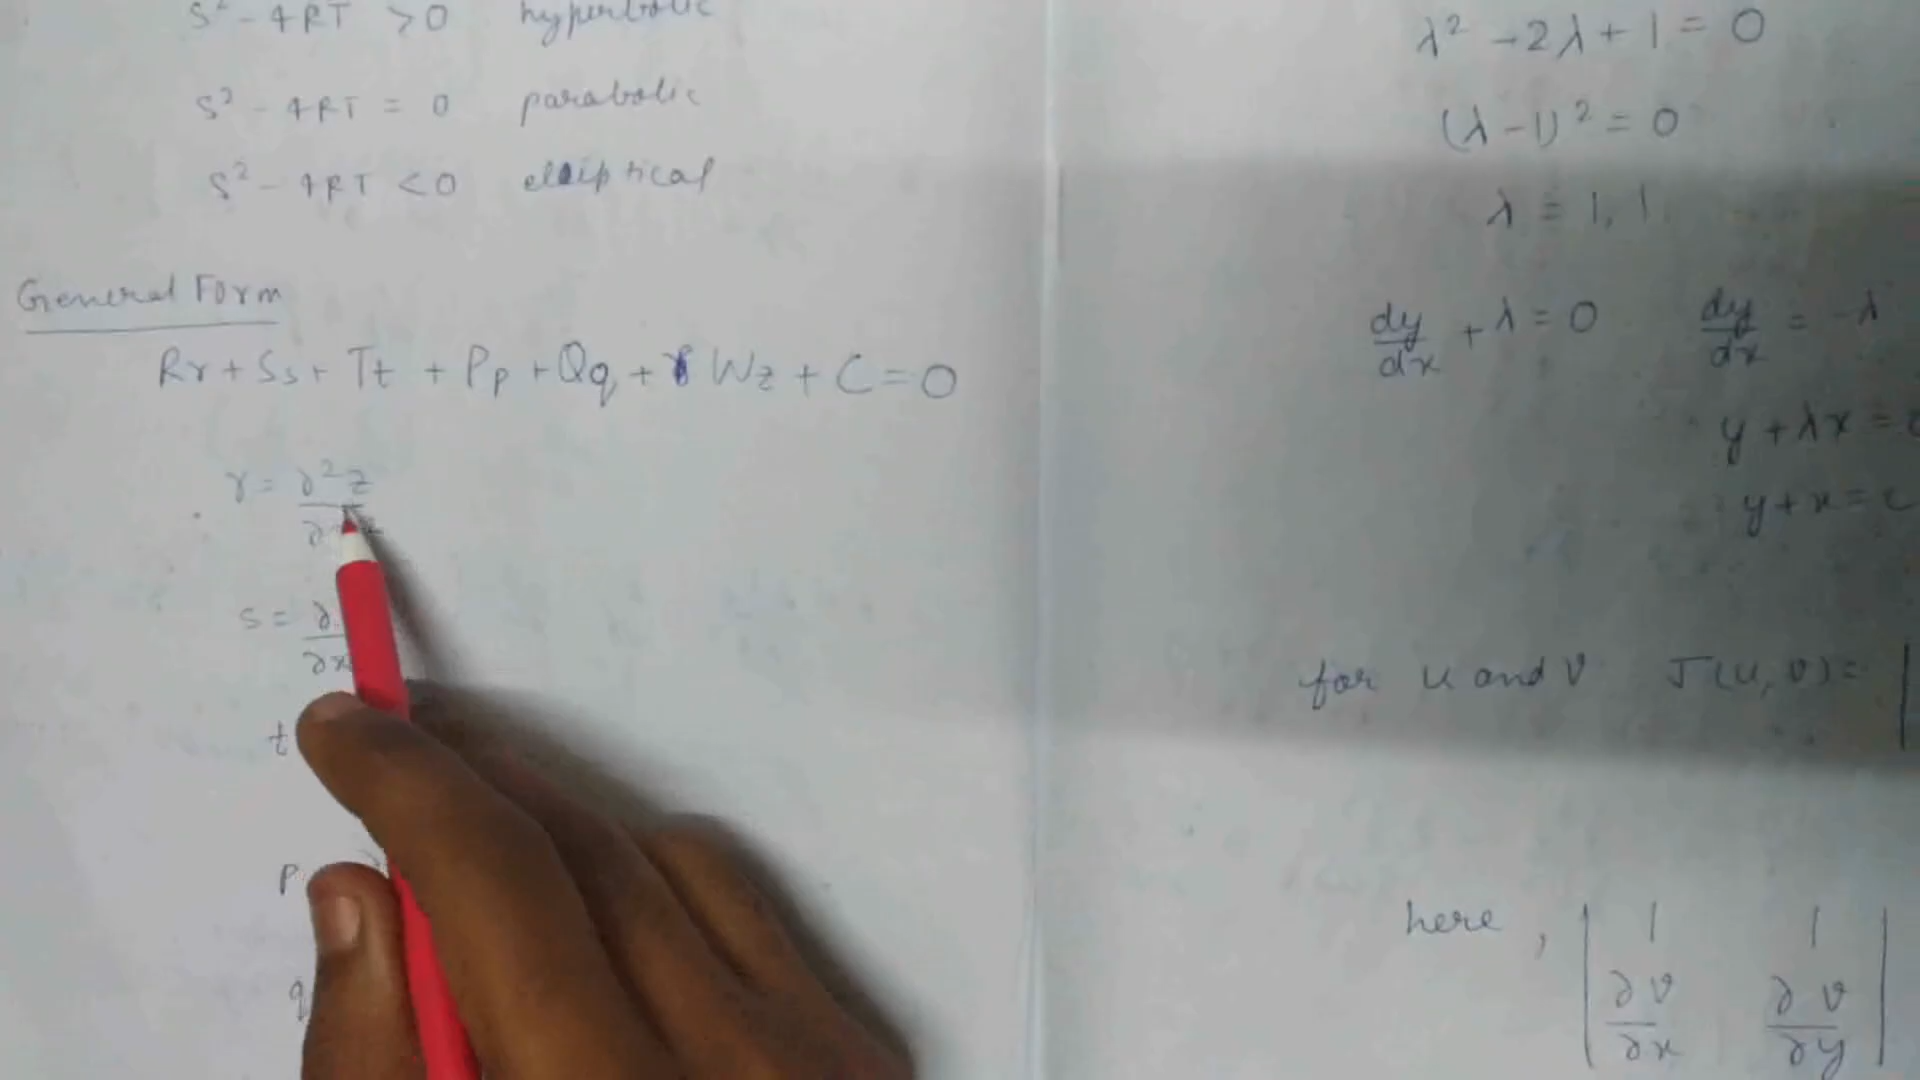 S² - 4RT > 0 hyperbolic
S² - 4RT = 0 parabolic
S² - 4RT < 0 elliptical
General Form
Rr + Ss + Tt + Pp + Qq + Wz + C = 0
r = ∂²z
s = ∂
∂x
t
p
q
λ² - 2λ + 1 = 0
(λ - 1)² = 0
λ = 1, 1
dy/dx + λ = 0 dy/dx = -λ
y + λx = c
y + x = c
for u and v J(u, v) = |
here, | 1 1 |
| ∂v/∂x ∂v/∂y |